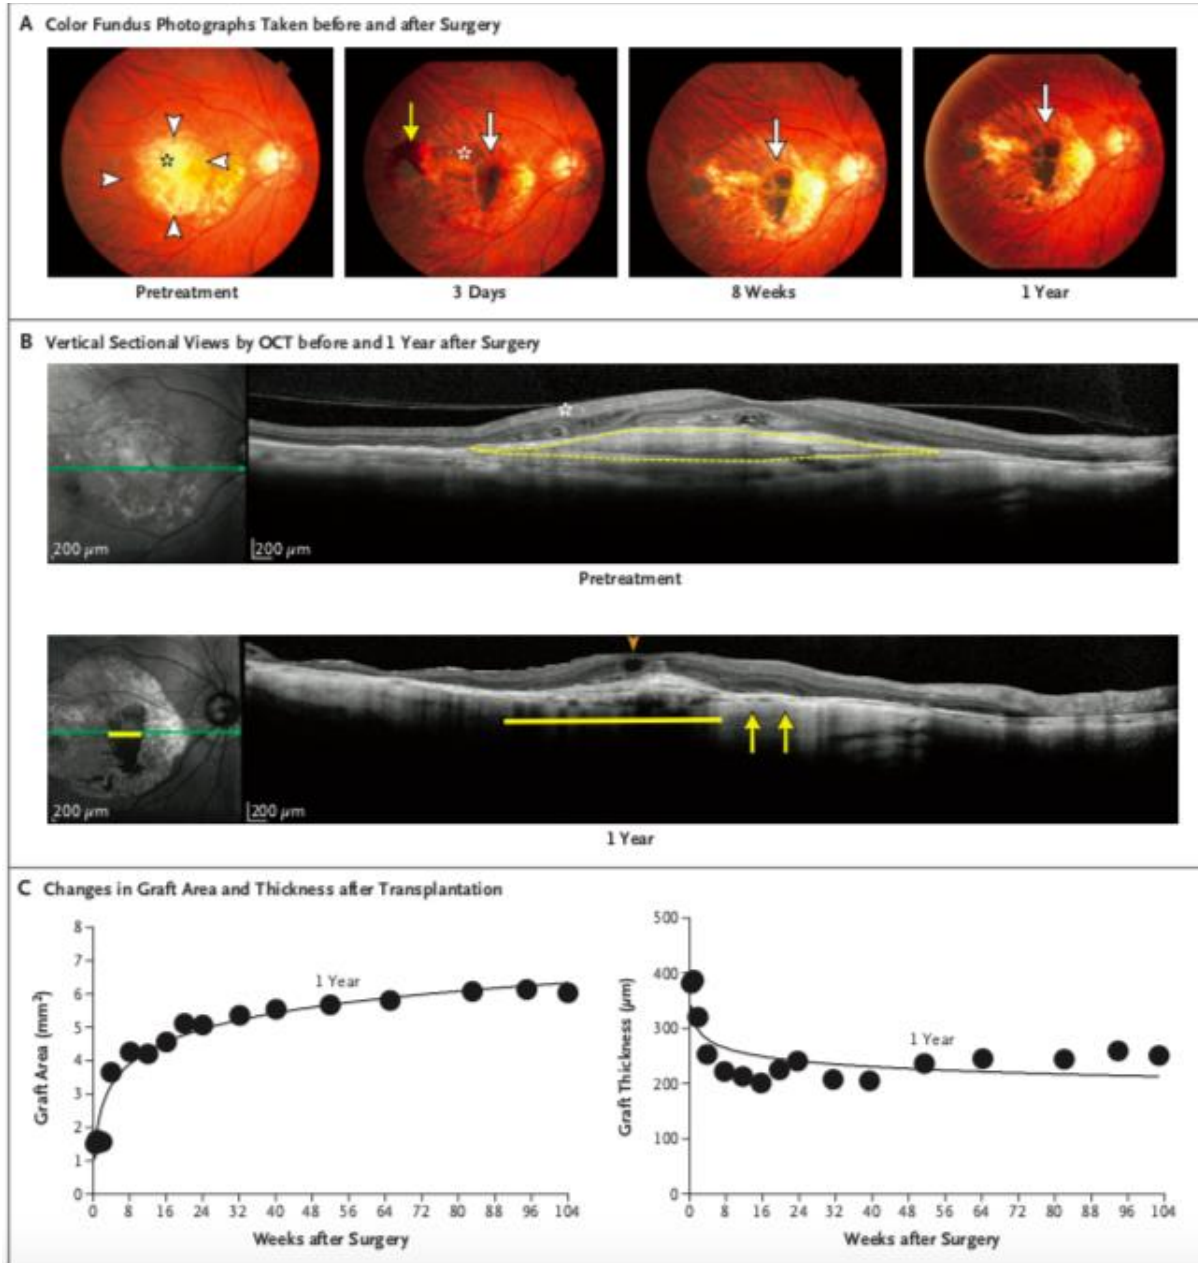 A Color Fundus Photographs Taken before and after Surgery
Pretreatment
3 Days
8 Weeks
1 Year
B Vertical Sectional Views by OCT before and 1 Year after Surgery
200 μm
200 μm
Pretreatment
200 μm
200 μm
1 Year
C Changes in Graft Area and Thickness after Transplantation
Graft Area (mm²)
8
7
6
5
4
3
2
1
0
1 Year
0 8 16 24 32 40 48 56 64 72 80 88 96 104
Weeks after Surgery
Graft Thickness (μm)
500
400
300
200
100
0
1 Year
0 8 16 24 32 40 48 56 64 72 80 88 96 104
Weeks after Surgery